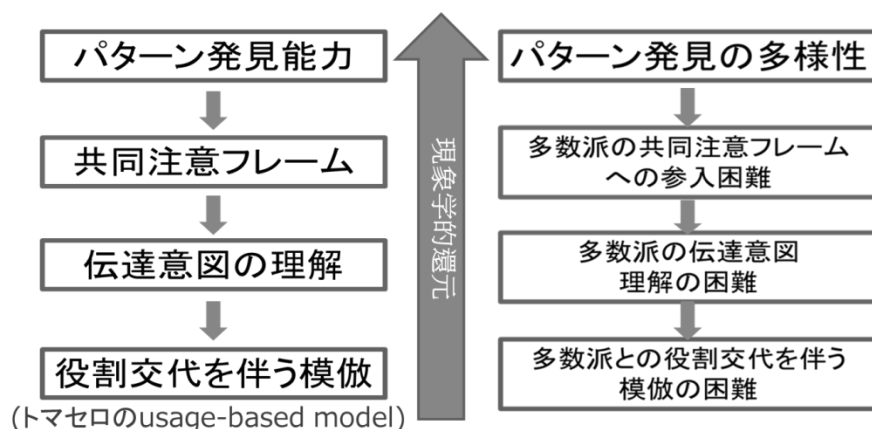 パターン発見能力
共同注意フレーム
伝達意図の理解
役割交代を伴う模倣
(トマセロのusage-based model)
現象学的還元
パターン発見の多様性
多数派の共同注意フレーム
への参入困難
多数派の伝達意図
理解の困難
多数派との役割交代を伴う
模倣の困難